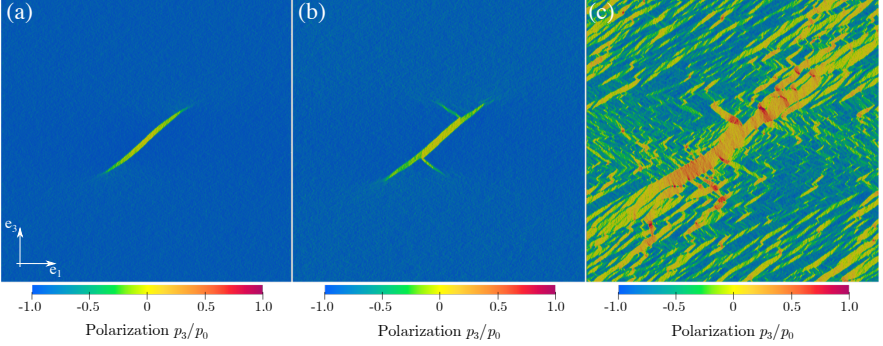 (a) (b) (c)
e₃
e₁
-1.0 -0.5 0 0.5 1.0 -1.0 -0.5 0 0.5 1.0 -1.0 -0.5 0 0.5 1.0
Polarization p₃/p₀ Polarization p₃/p₀ Polarization p₃/p₀